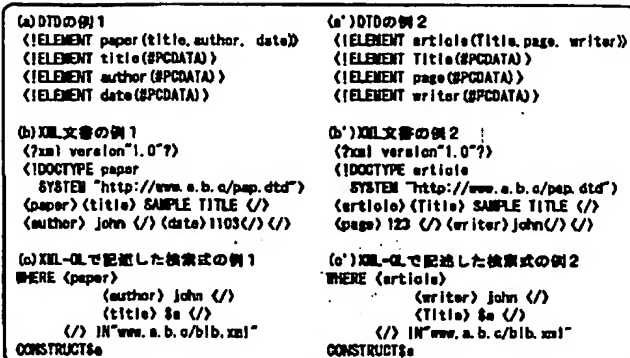 (a)DTDの例1
<!ELEMENT paper(title,author, date)>
<!ELEMENT title(#PCDATA)>
<!ELEMENT author(#PCDATA)>
<!ELEMENT date(#PCDATA)>
(b)XML文書の例1
<?xml version"1.0"?>
<!DOCTYPE paper
SYSTEM "http://www.a.b.c/pap.dtd">
<paper><title> SAMPLE TITLE </>
<author> john </><date>1103</></>
(c)XML-QLで記述した検索式の例1
WHERE <paper>
<author> john </>
<title> $a </>
</> IN"www.a.b.c/bib.xml"
CONSTRUCT$a
(a')DTDの例2
<!ELEMENT article(Title,page, writer)>
<!ELEMENT Title(#PCDATA)>
<!ELEMENT page(#PCDATA)>
<!ELEMENT writer(#PCDATA)>
(b')XML文書の例2
<?xml version"1.0"?>
<!DOCTYPE article
SYSTEM "http://www.a.b.c/pap.dtd">
<article><Title> SAMPLE TITLE </>
<page> 123 </><writer>john</></>
(c')XML-QLで記述した検索式の例2
WHERE <article>
<writer> john </>
<Title> $a </>
</> IN"www.a.b.c/bib.xml"
CONSTRUCT$a